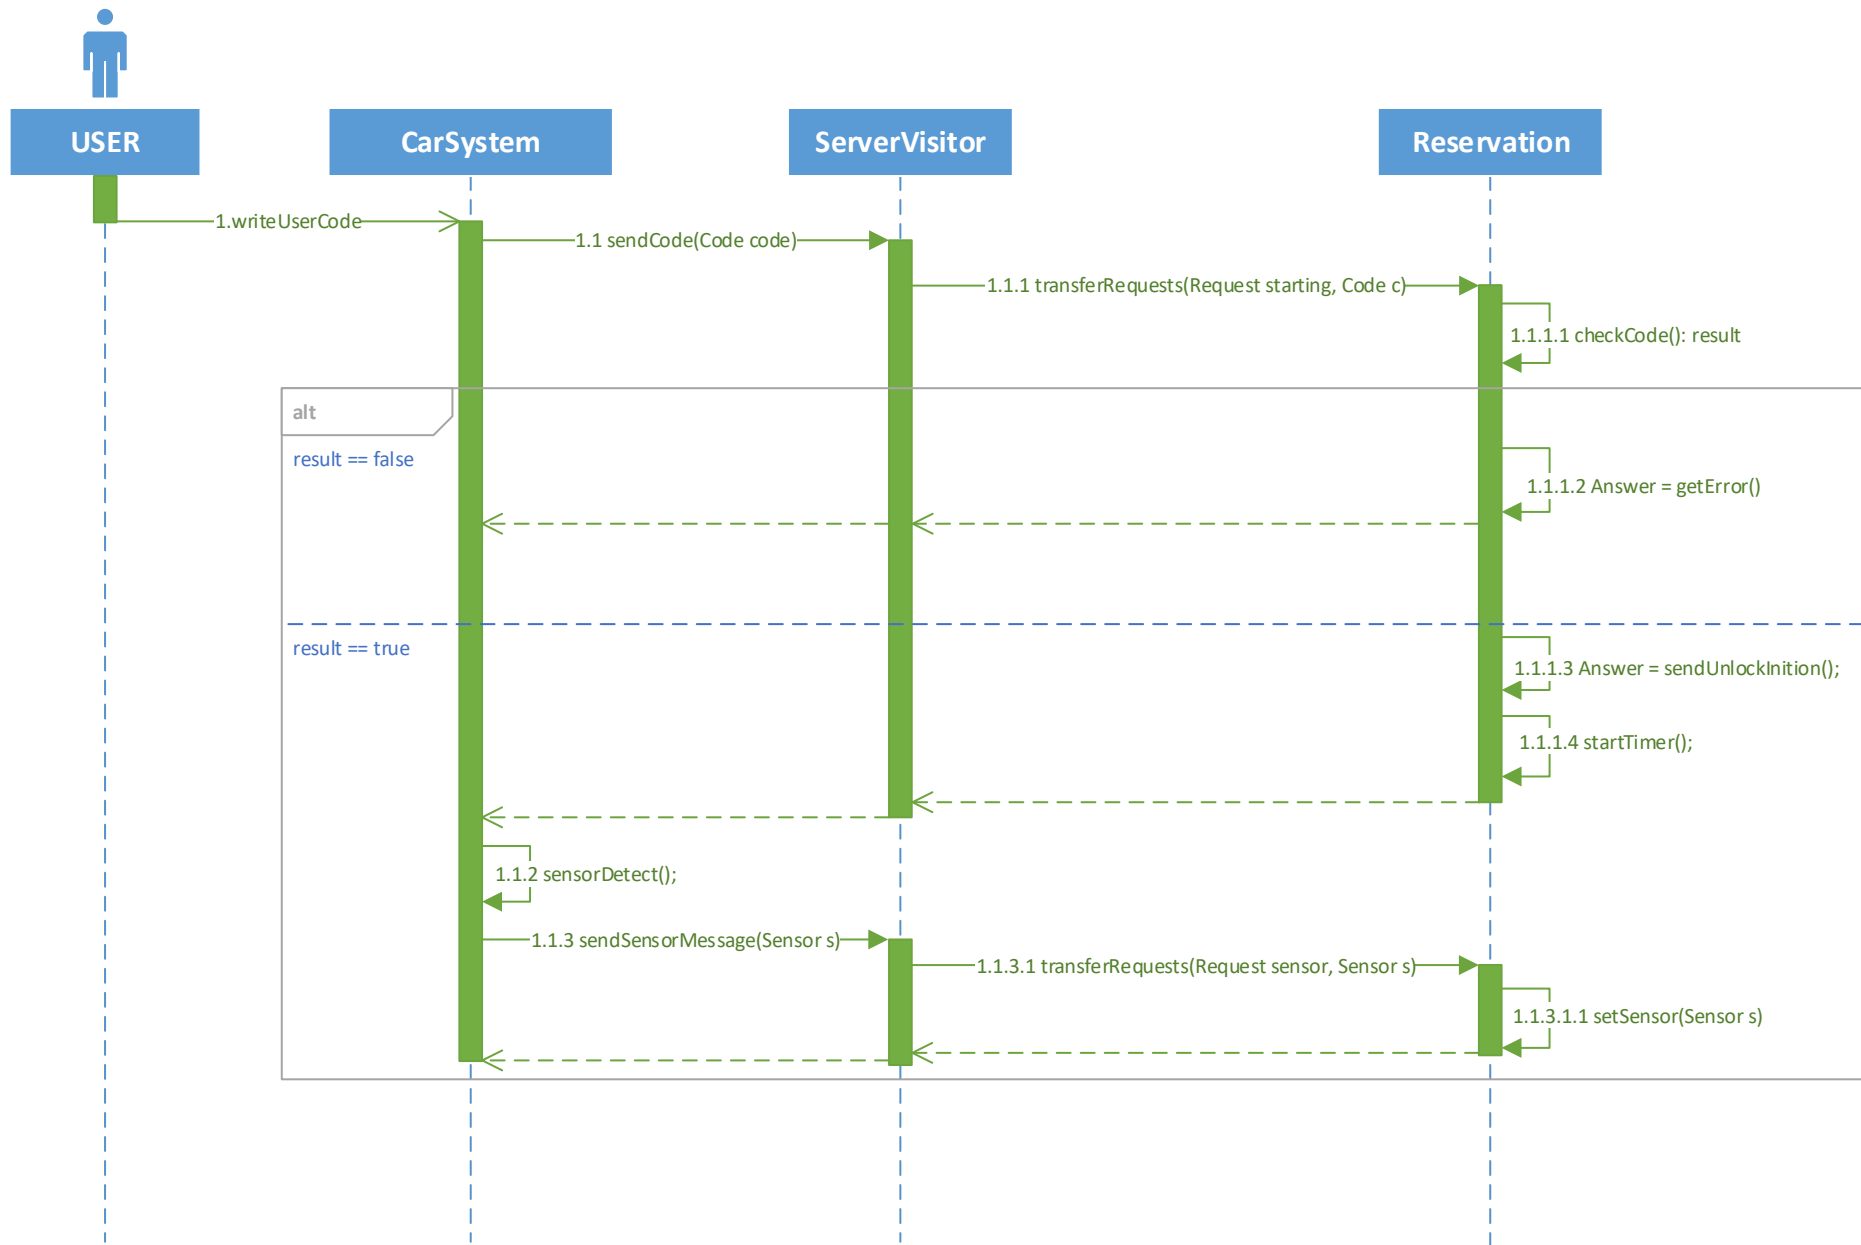 USER
CarSystem
ServerVisitor
Reservation
1.writeUserCode
1.1 sendCode(Code code)
1.1.1 transferRequests(Request starting, Code c)
1.1.1.1 checkCode(): result
alt
result == false
1.1.1.2 Answer = getError()
result == true
1.1.1.3 Answer = sendUnlockInition();
1.1.1.4 startTimer();
1.1.2 sensorDetect();
1.1.3 sendSensorMessage(Sensor s)
1.1.3.1 transferRequests(Request sensor, Sensor s)
1.1.3.1.1 setSensor(Sensor s)